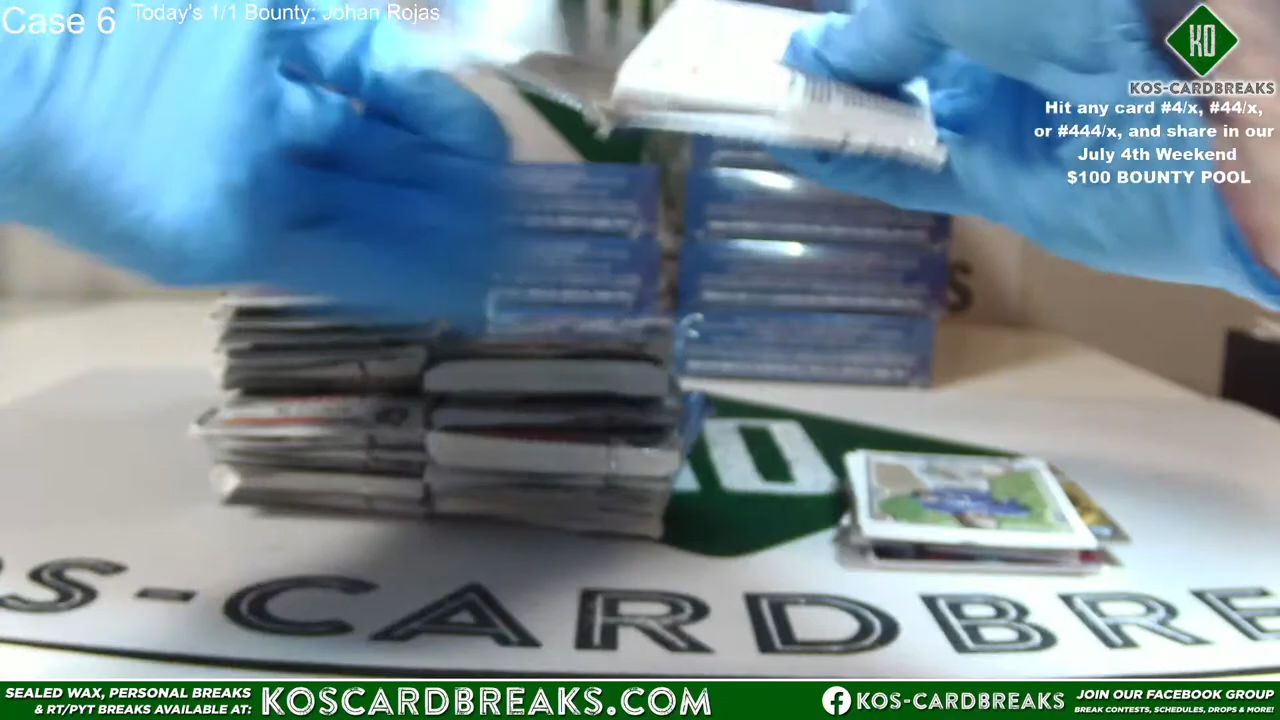 Case 6
Today's 1/1 Bounty: Johan Rojas
KO
KOS-CARDBREAKS
Hit any card #4/x, #44/x,
or #444/x, and share in our
July 4th Weekend
$100 BOUNTY POOL
S
KO
S-CARDBRE
SEALED WAX, PERSONAL BREAKS
& RT/PYT BREAKS AVAILABLE AT:
KOSCARDBREAKS.COM
KOS-CARDBREAKS
JOIN OUR FACEBOOK GROUP
BREAK CONTESTS, SCHEDULES, DROPS & MORE!